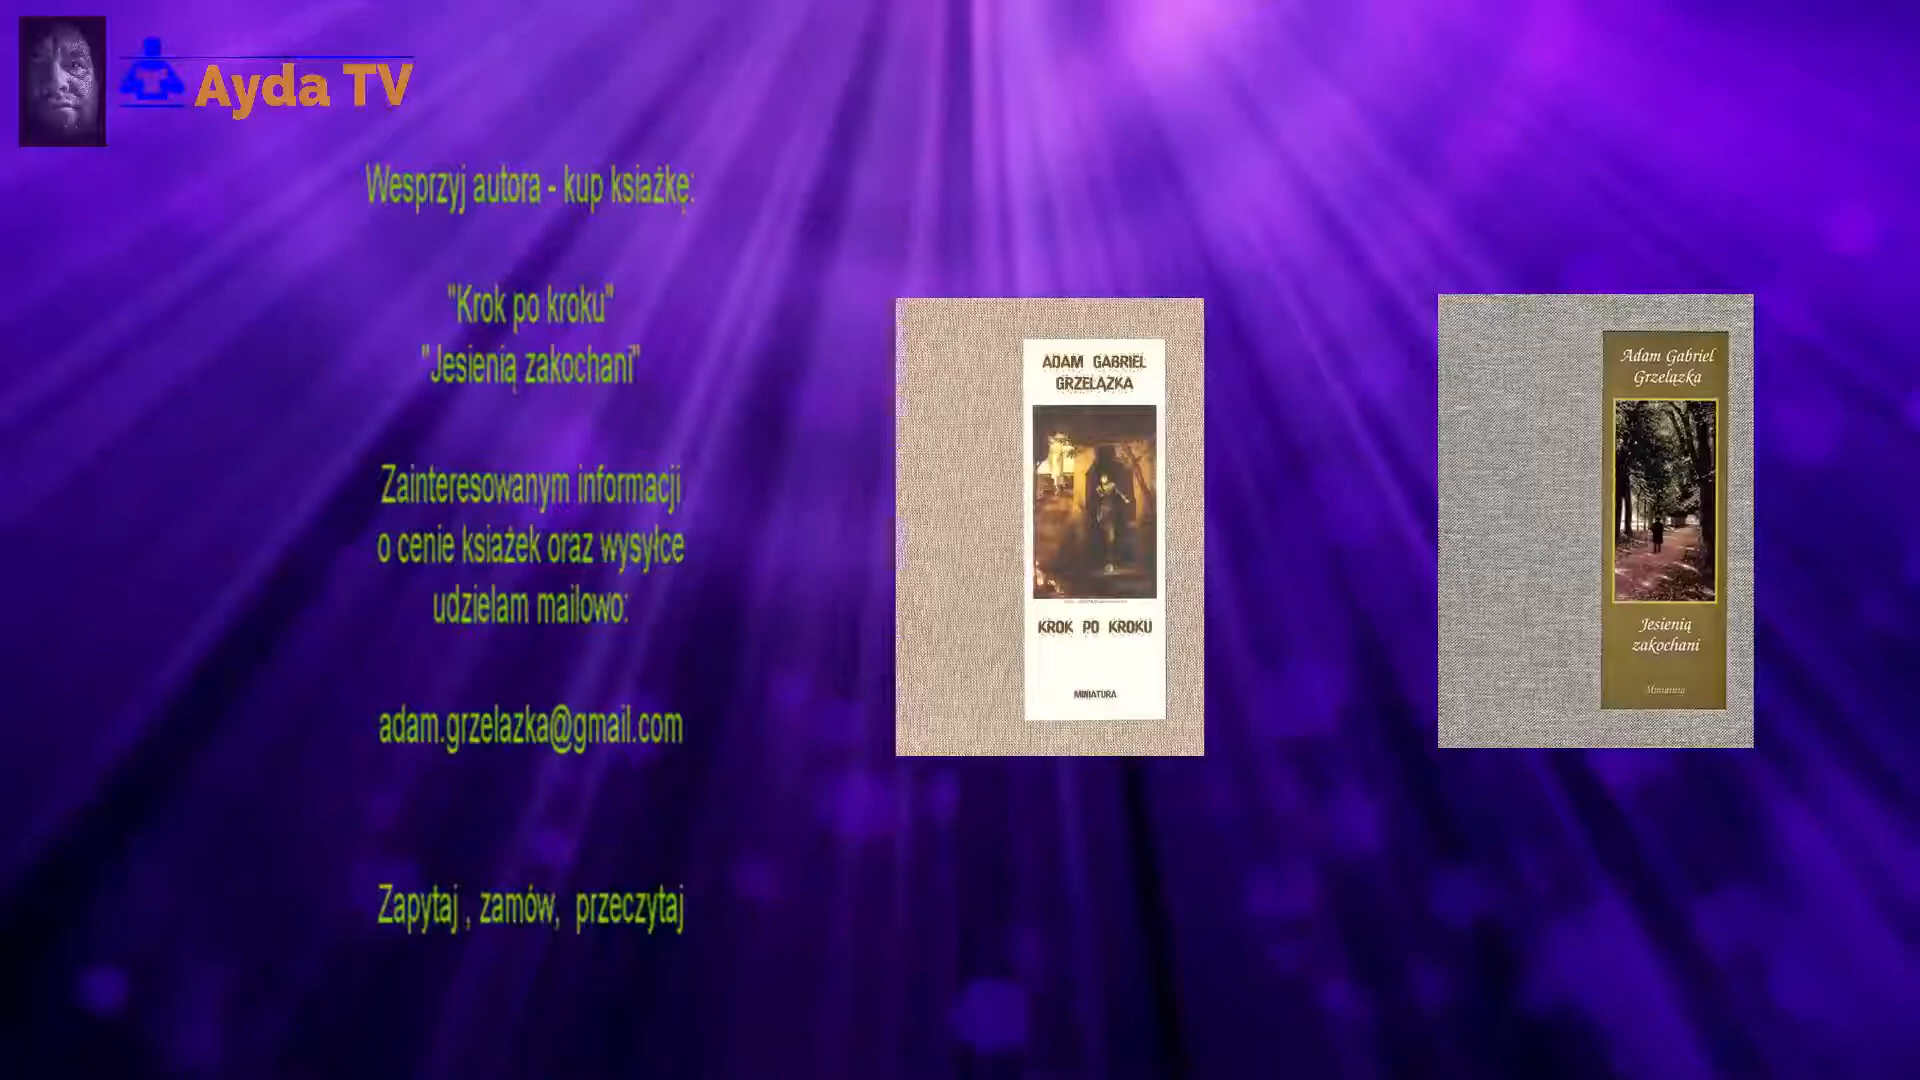 Ayda TV
Wesprzyj autora - kup ksiażkę:
"Krok po kroku"
"Jesienią zakochani"
Zainteresowanym informacji
o cenie ksiażek oraz wysyłce
udzielam mailowo:
adam.grzelazka@gmail.com
Zapytaj , zamów, przeczytaj
ADAM GABRIEL
GRZELĄZKA
KROK PO KROKU
MINIATURA
Adam Gabriel
Grzelązka
Jesienią
zakochani
Miniatura